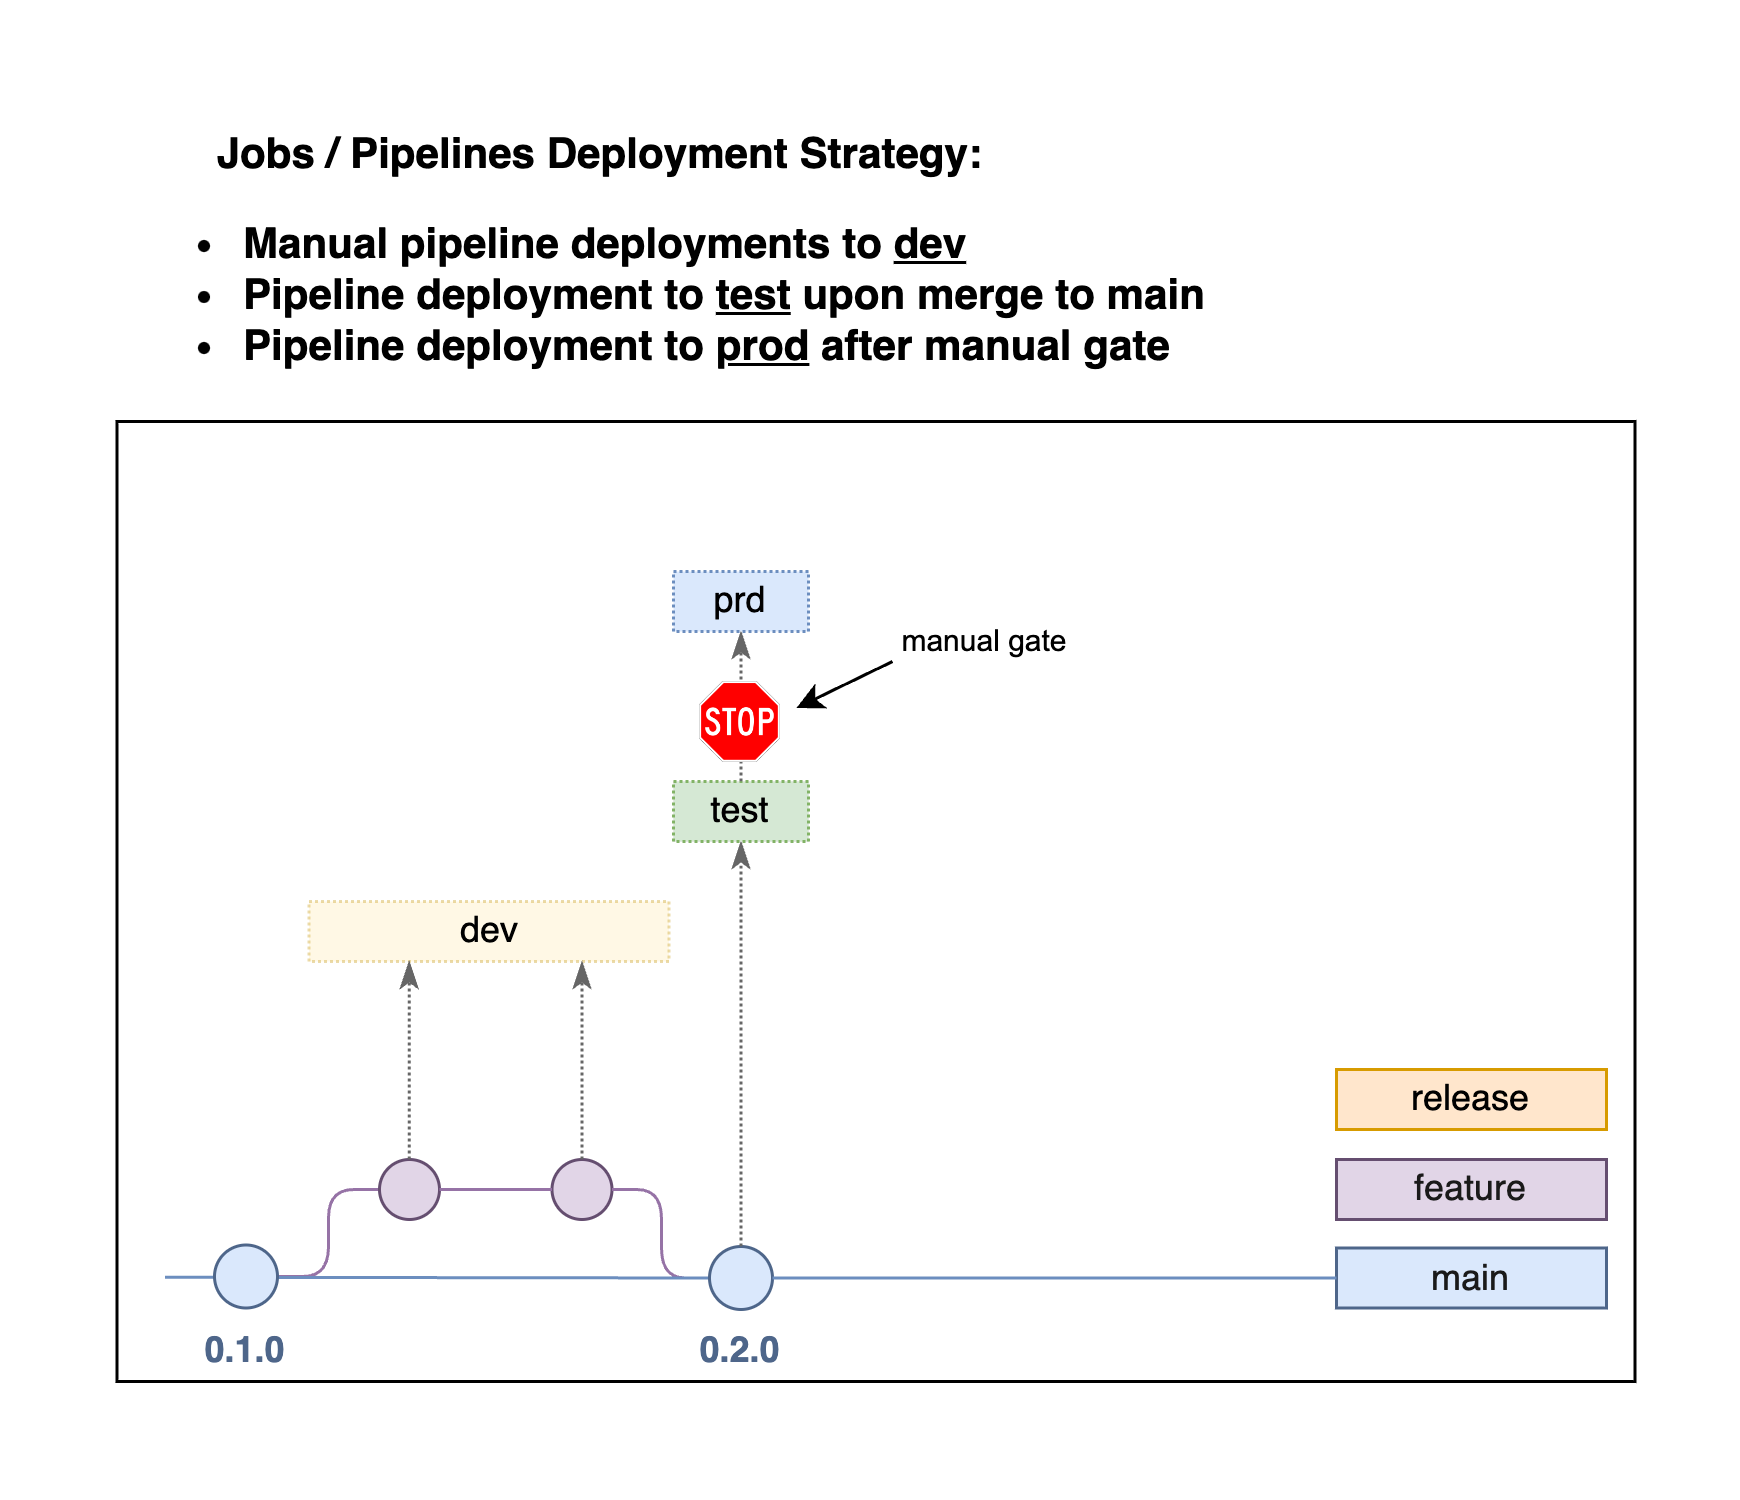 Jobs / Pipelines Deployment Strategy:
• Manual pipeline deployments to dev
• Pipeline deployment to test upon merge to main
• Pipeline deployment to prod after manual gate
prd
manual gate
STOP
test
dev
release
feature
main
0.1.0
0.2.0